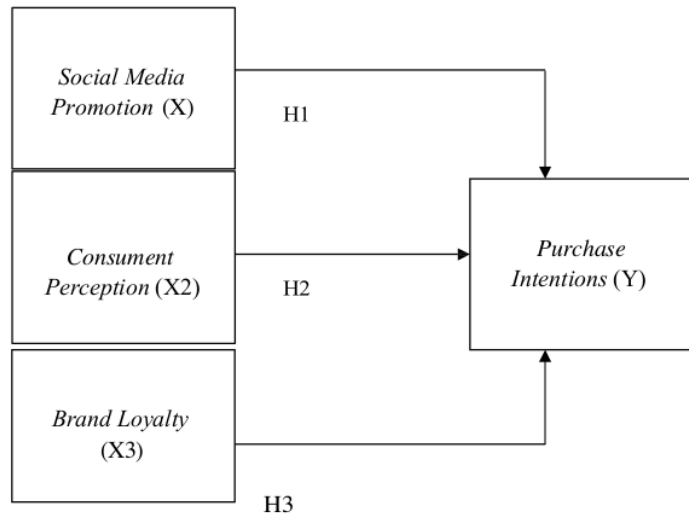 Social Media
Promotion (X)
H1
Consument
Perception (X2)
H2
Purchase
Intentions (Y)
Brand Loyalty
(X3)
H3